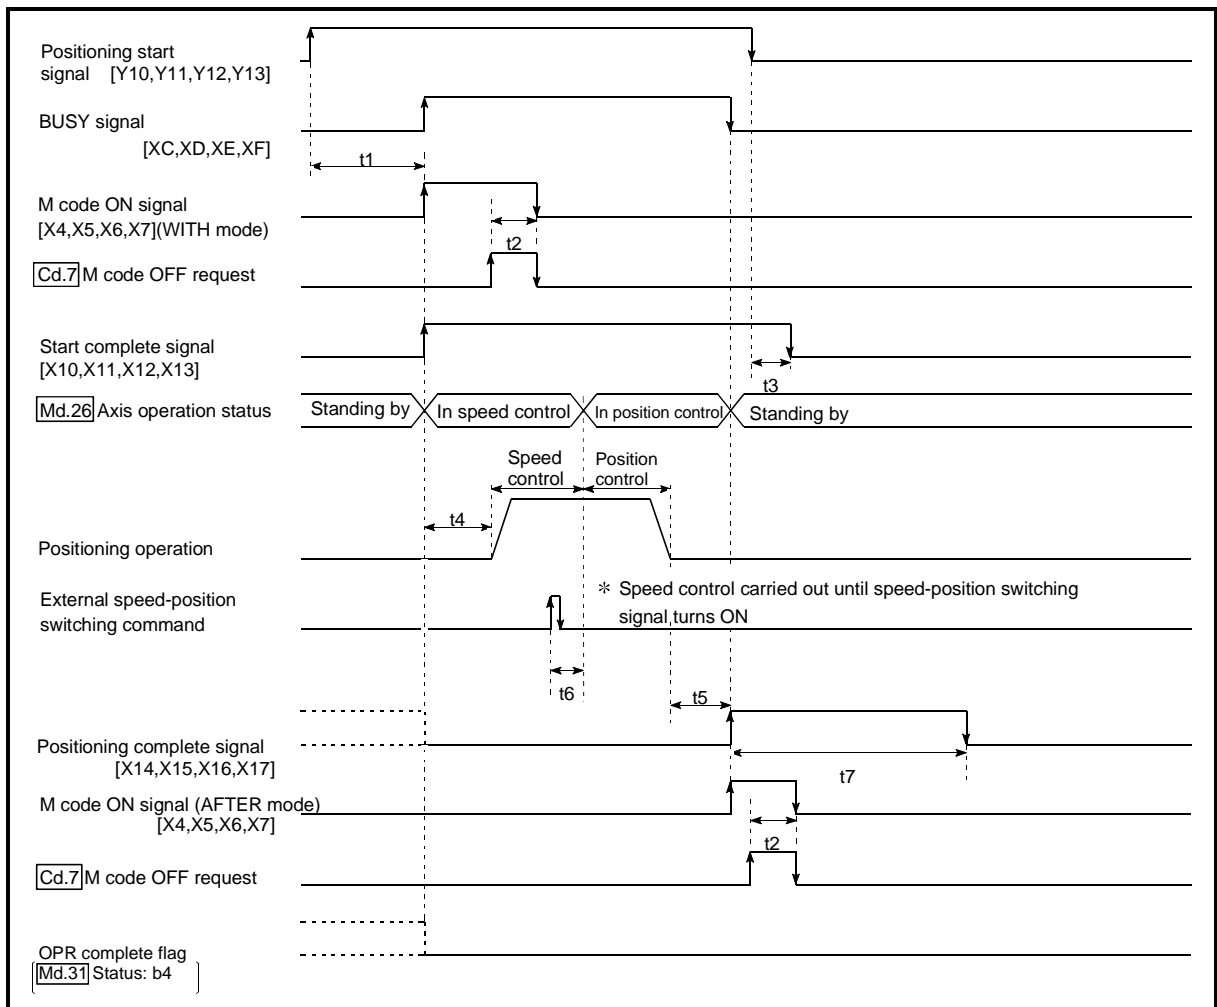 Positioning start
signal [Y10,Y11,Y12,Y13]
BUSY signal
[XC,XD,XE,XF]
t1
M code ON signal
[X4,X5,X6,X7](WITH mode)
t2
Cd.7 M code OFF request
Start complete signal
[X10,X11,X12,X13]
t3
Md.26 Axis operation status
Standing by
In speed control
In position control
Standing by
Speed
control
Position
control
t4
Positioning operation
External speed-position
switching command
* Speed control carried out until speed-position switching
signal turns ON
t6
t5
Positioning complete signal
[X14,X15,X16,X17]
t7
M code ON signal (AFTER mode)
[X4,X5,X6,X7]
t2
Cd.7 M code OFF request
OPR complete flag
Md.31 Status: b4